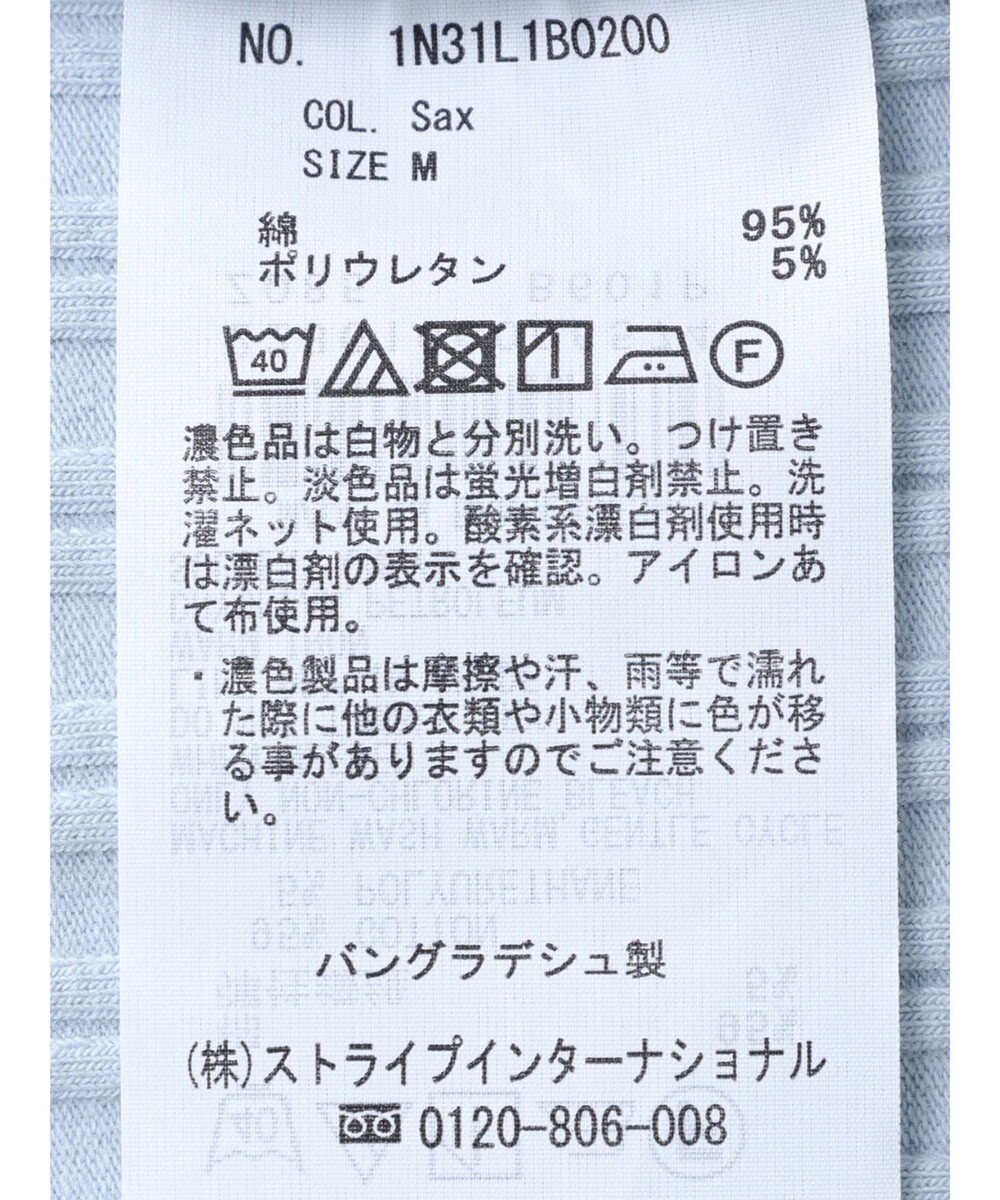 NO. 1N31L1B0200
COL. Sax
SIZE M
綿 95%
ポリウレタン 5%
40 F
濃色品は白物と分別洗い。つけ置き
禁止。淡色品は蛍光増白剤禁止。洗
濯ネット使用。酸素系漂白剤使用時
は漂白剤の表示を確認。アイロンあ
て布使用。
・濃色製品は摩擦や汗、雨等で濡れ
た際に他の衣類や小物類に色が移
る事がありますのでご注意くださ
い。
バングラデシュ製
(株)ストライプインターナショナル
0120-806-008